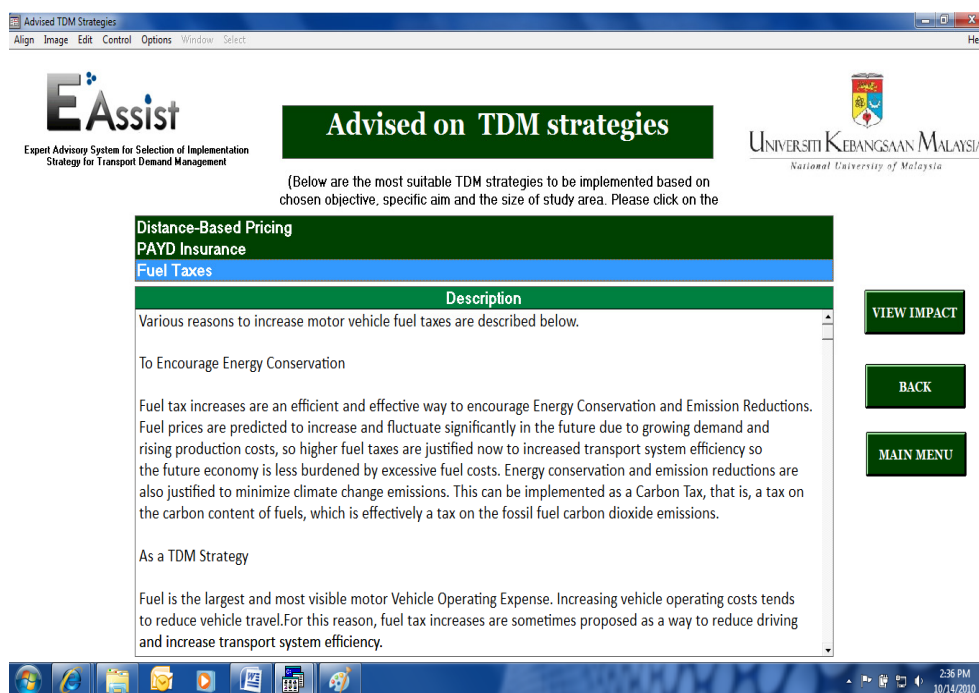 Advised TDM Strategies
Align Image Edit Control Options Window Select He
E Assist
Expert Advisory System for Selection of Implementation
Strategy for Transport Demand Management
Advised on TDM strategies
UNIVERSITI KEBANGSAAN MALAYSIA
National University of Malaysia
(Below are the most suitable TDM strategies to be implemented based on
chosen objective, specific aim and the size of study area. Please click on the
Distance-Based Pricing
PAYD Insurance
Fuel Taxes
Description
Various reasons to increase motor vehicle fuel taxes are described below.
To Encourage Energy Conservation
Fuel tax increases are an efficient and effective way to encourage Energy Conservation and Emission Reductions.
Fuel prices are predicted to increase and fluctuate significantly in the future due to growing demand and
rising production costs, so higher fuel taxes are justified now to increased transport system efficiency so
the future economy is less burdened by excessive fuel costs. Energy conservation and emission reductions are
also justified to minimize climate change emissions. This can be implemented as a Carbon Tax, that is, a tax on
the carbon content of fuels, which is effectively a tax on the fossil fuel carbon dioxide emissions.
As a TDM Strategy
Fuel is the largest and most visible motor Vehicle Operating Expense. Increasing vehicle operating costs tends
to reduce vehicle travel.For this reason, fuel tax increases are sometimes proposed as a way to reduce driving
and increase transport system efficiency.
VIEW IMPACT
BACK
MAIN MENU
2:36 PM
10/14/2010